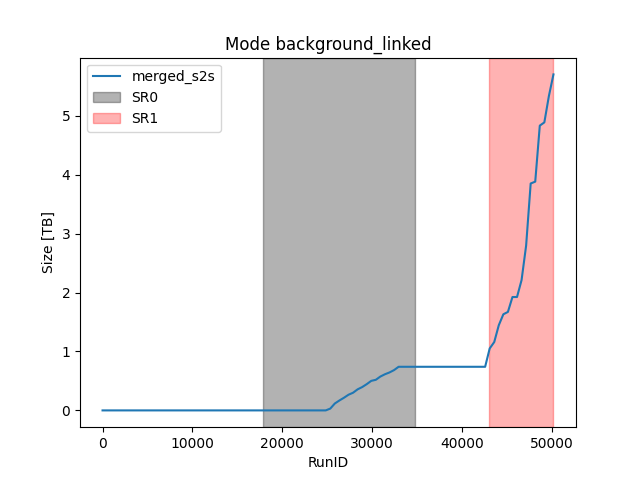 Mode background_linked
merged_s2s
SR0
SR1
Size [TB]
5
4
3
2
1
0
0 10000 20000 30000 40000 50000
RunID